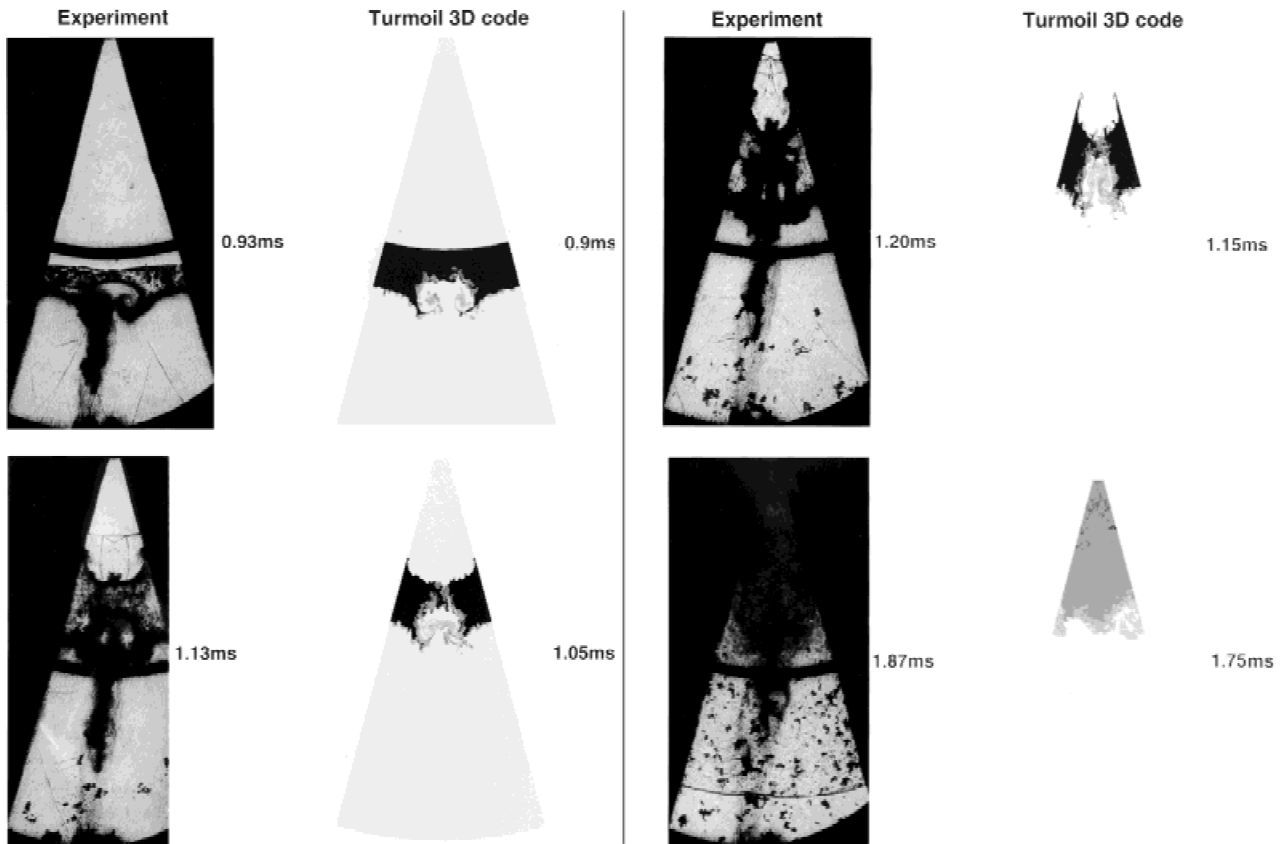 Experiment Turmoil 3D code
0.93ms 0.9ms
1.13ms 1.05ms
Experiment Turmoil 3D code
1.20ms 1.15ms
1.87ms 1.75ms